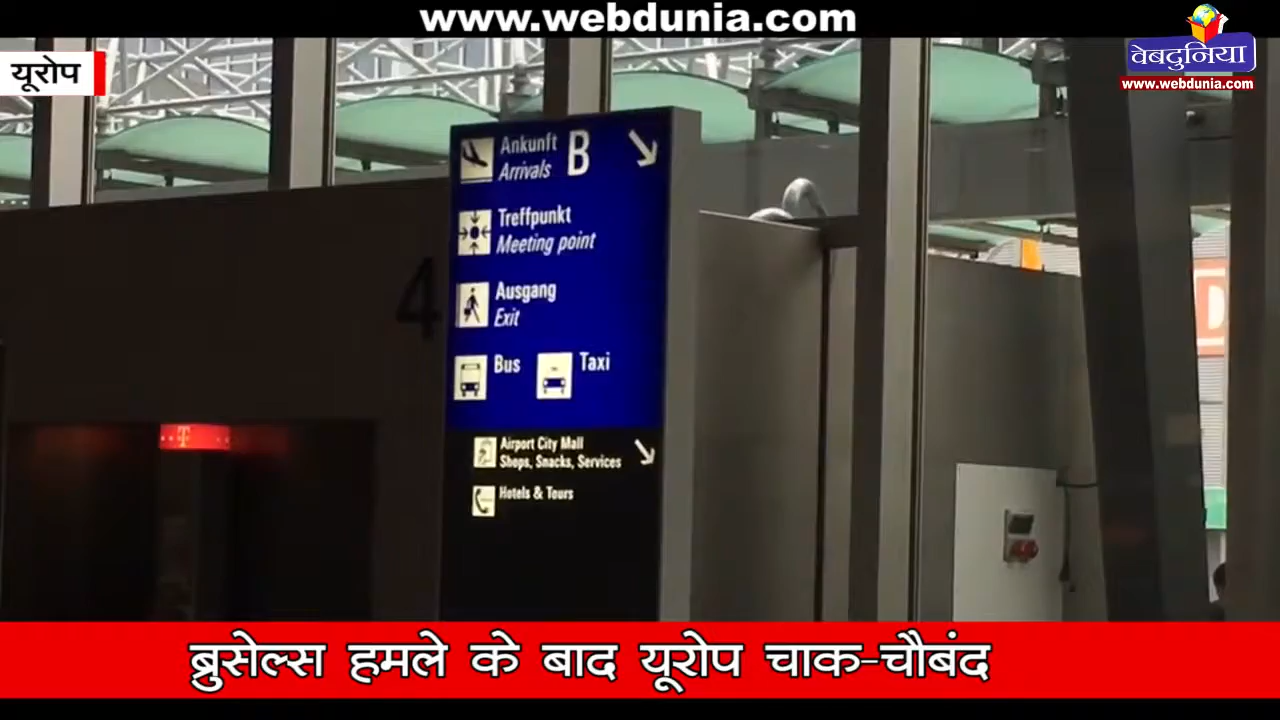 www.webdunia.com
यूरोप
वेबदुनिया
www.webdunia.com
Ankunft B
Arrivals
Treffpunkt
Meeting point
Ausgang
Exit
Bus Taxi
4
Airport City Mall
Shops, Snacks, Services
Hotels & Tours
T
D
ब्रुसेल्स हमले के बाद यूरोप चाक-चौबंद